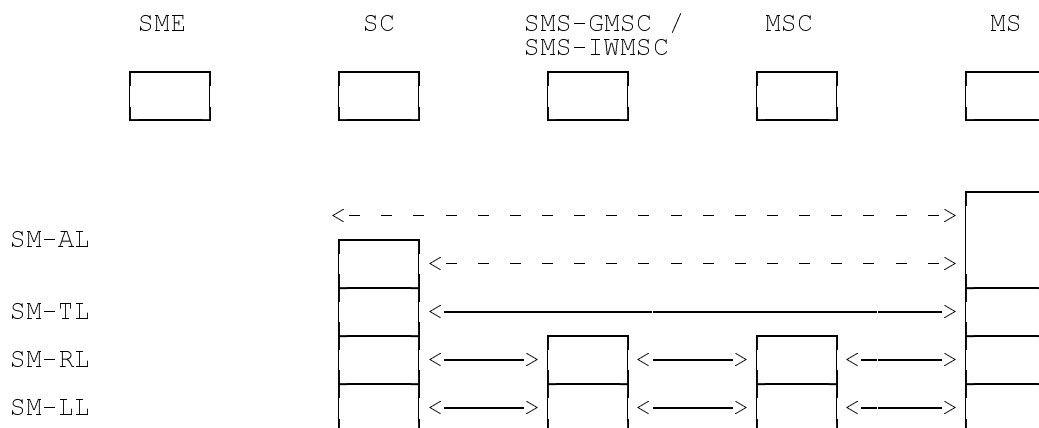 SME SC SMS-GMSC / MSC MS
SMS-IWMSC
SM-AL
SM-TL
SM-RL
SM-LL